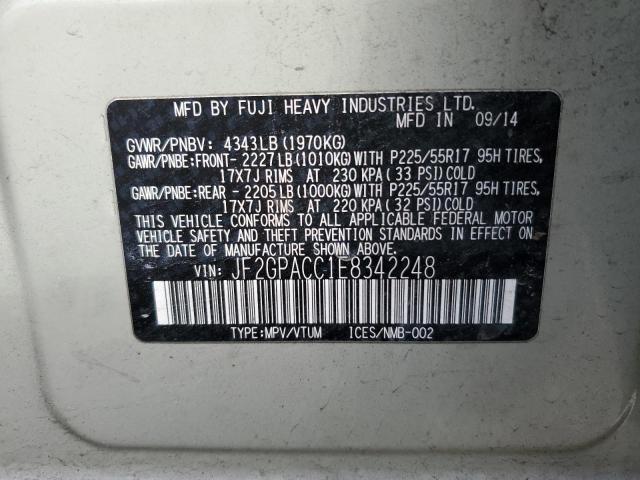 MFD BY FUJI HEAVY INDUSTRIES LTD.
MFD IN 09/14
GVWR/PNBV: 4343LB (1970KG)
GAWR/PNBE:FRONT- 2227LB(1010KG)WITH P225/55R17 95H TIRES,
17X7J RIMS AT 230 KPA(33 PSI)COLD
GAWR/PNBE:REAR - 2205LB(1000KG)WITH P225/55R17 95H TIRES,
17X7J RIMS AT 220 KPA(32 PSI)COLD
THIS VEHICLE CONFORMS TO ALL APPLICABLE FEDERAL MOTOR
VEHICLE SAFETY AND THEFT PREVENTION STANDARDS IN EFFECT
ON THE DATE OF MANUFACTURE SHOWN ABOVE.
VIN: JF2GPACC1E8342248
TYPE:MPV/VTUM ICES/NMB-002